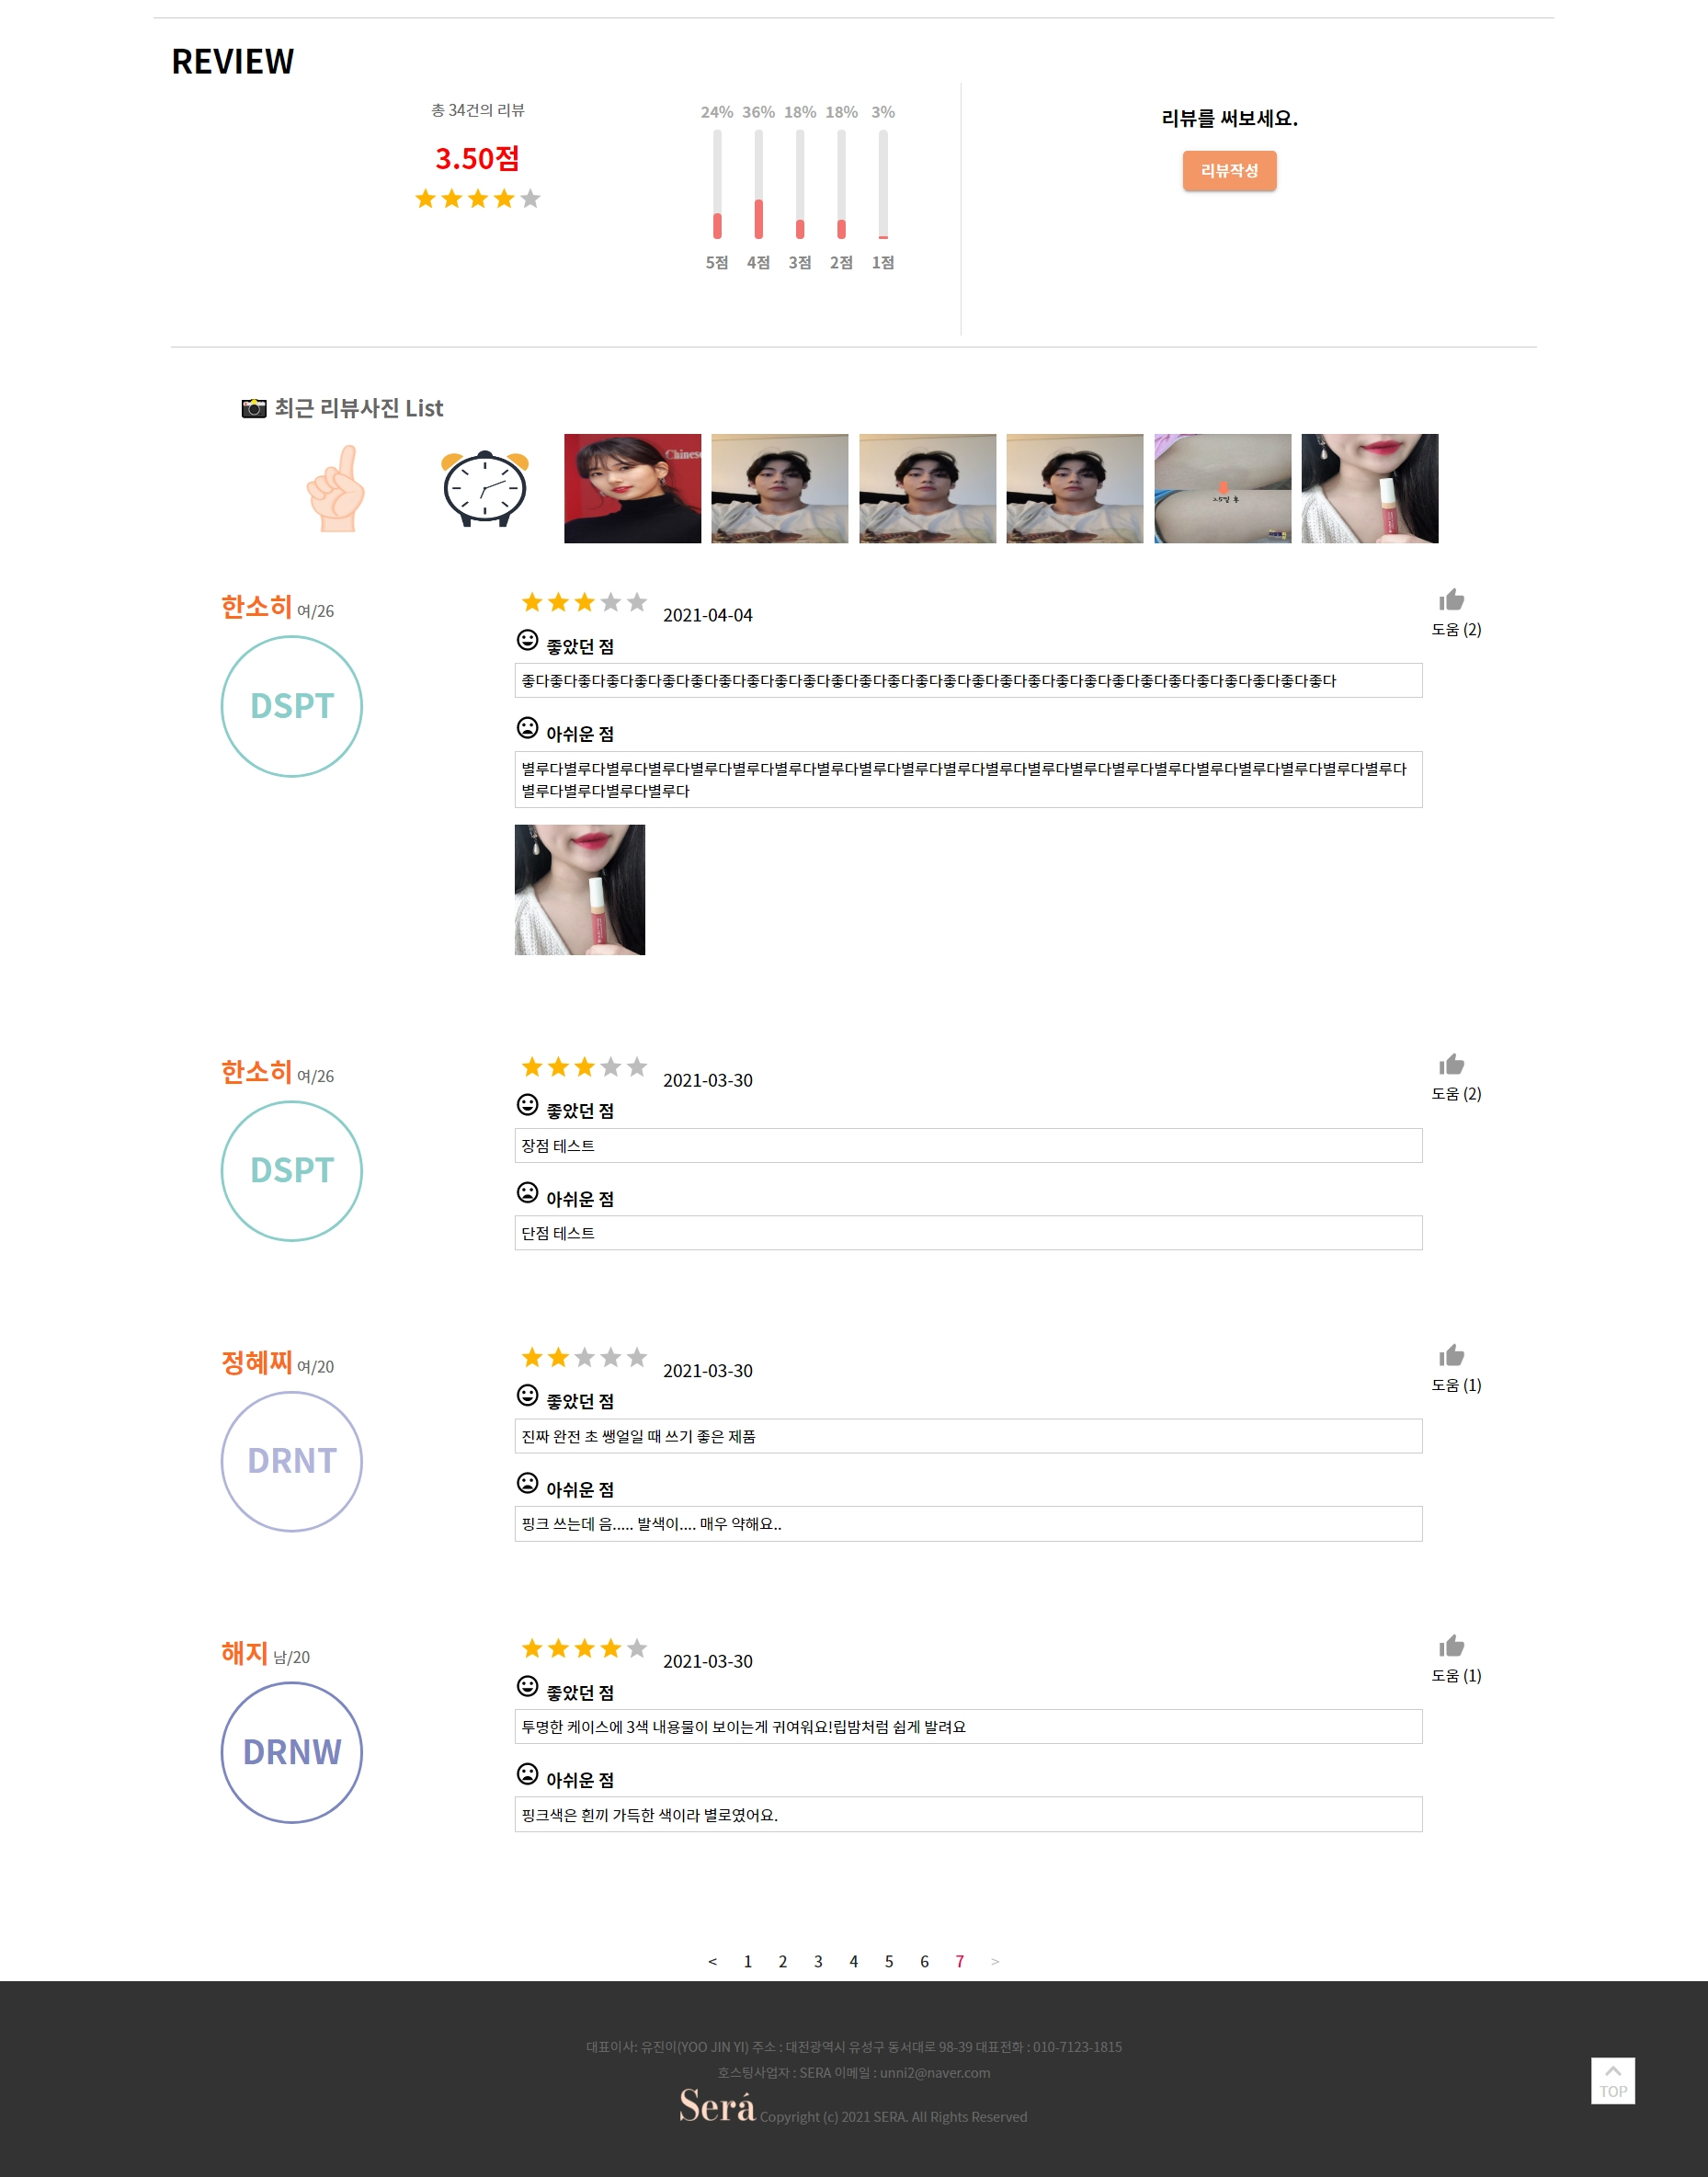 REVIEW
총 34건의 리뷰
3.50점
24% 36% 18% 18% 3%
5점 4점 3점 2점 1점
리뷰를 써보세요.
리뷰작성
최근 리뷰사진 List
Chinese
한소히 여/26
DSPT
2021-04-04
좋았던 점
좋다좋다좋다좋다좋다좋다좋다좋다좋다좋다좋다좋다좋다좋다좋다좋다좋다좋다좋다좋다좋다좋다좋다좋다좋다좋다좋다좋다좋다
아쉬운 점
별루다별루다별루다별루다별루다별루다별루다별루다별루다별루다별루다별루다별루다별루다별루다별루다별루다별루다별루다별루다별루다
별루다별루다별루다별루다
도움 (2)
한소히 여/26
DSPT
2021-03-30
좋았던 점
장점 테스트
아쉬운 점
단점 테스트
도움 (2)
정혜찌 여/20
DRNT
2021-03-30
좋았던 점
진짜 완전 초 쌩얼일 때 쓰기 좋은 제품
아쉬운 점
핑크 쓰는데 음..... 발색이.... 매우 약해요..
도움 (1)
해지 남/20
DRNW
2021-03-30
좋았던 점
투명한 케이스에 3색 내용물이 보이는게 귀여워요!립밤처럼 쉽게 발려요
아쉬운 점
핑크색은 흰끼 가득한 색이라 별로였어요.
도움 (1)
< 1 2 3 4 5 6 7 >
대표이사: 유진이(YOO JIN YI) 주소 : 대전광역시 유성구 동서대로 98-39 대표전화 : 010-7123-1815
호스팅사업자 : SERA 이메일 : unni2@naver.com
Será Copyright (c) 2021 SERA. All Rights Reserved
TOP